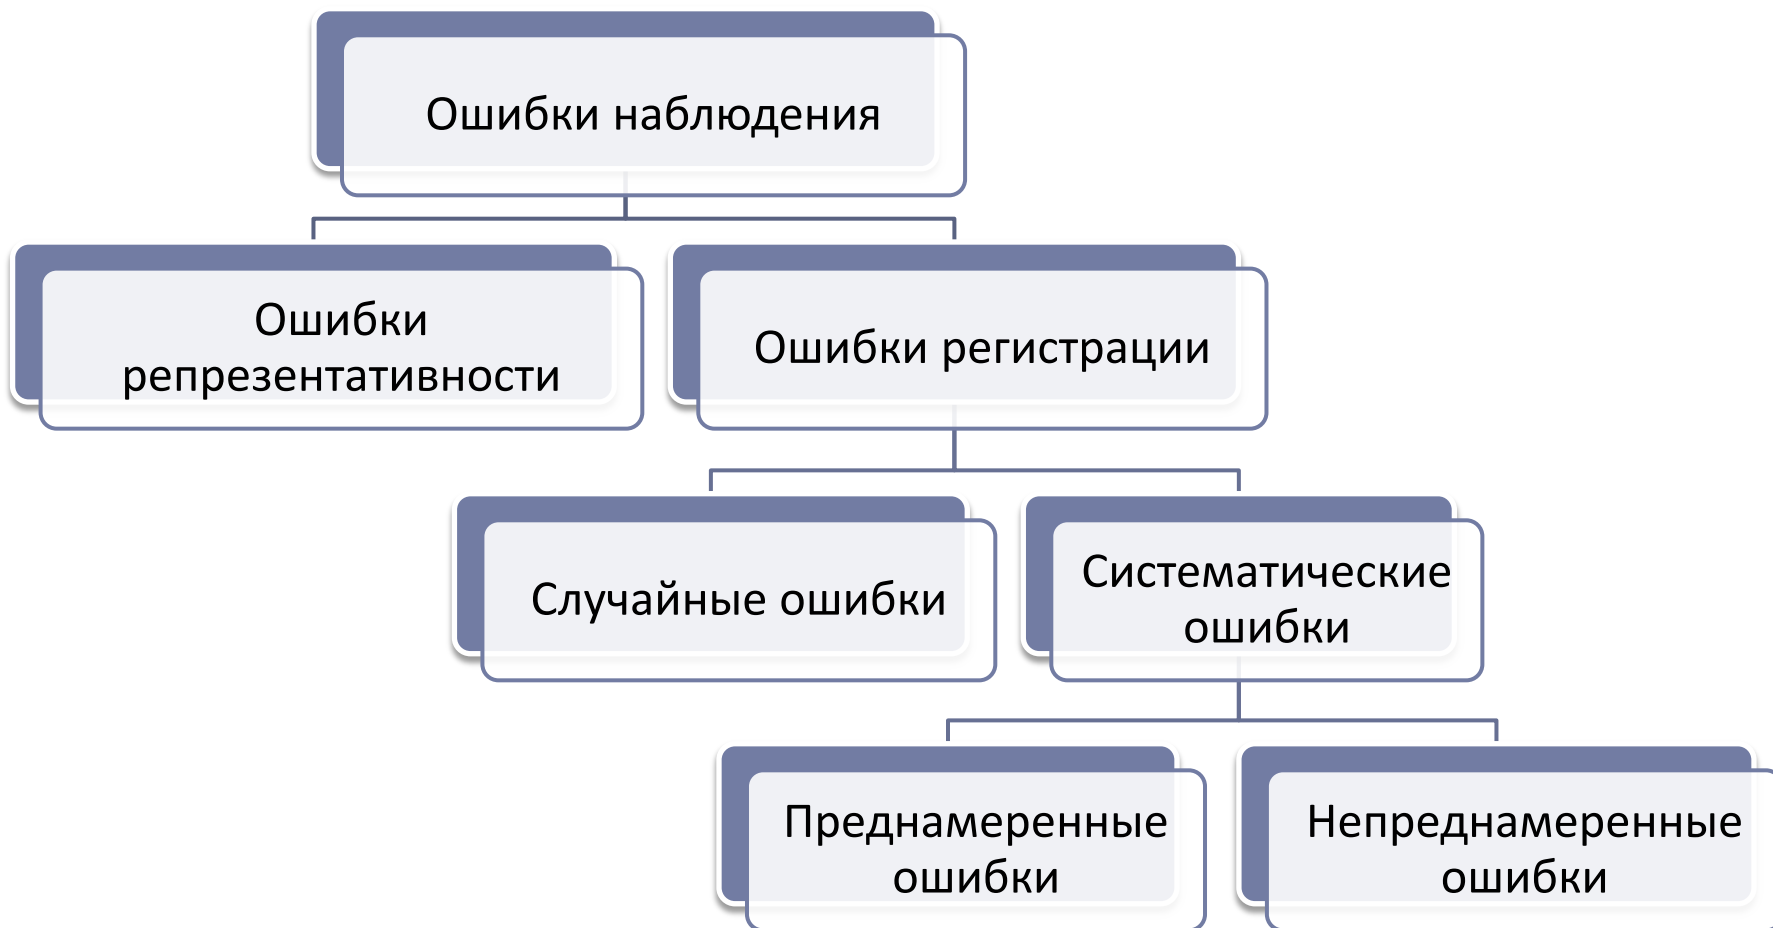 Ошибки наблюдения
Ошибки
репрезентативности
Ошибки регистрации
Случайные ошибки
Систематические
ошибки
Преднамеренные
ошибки
Непреднамеренные
ошибки